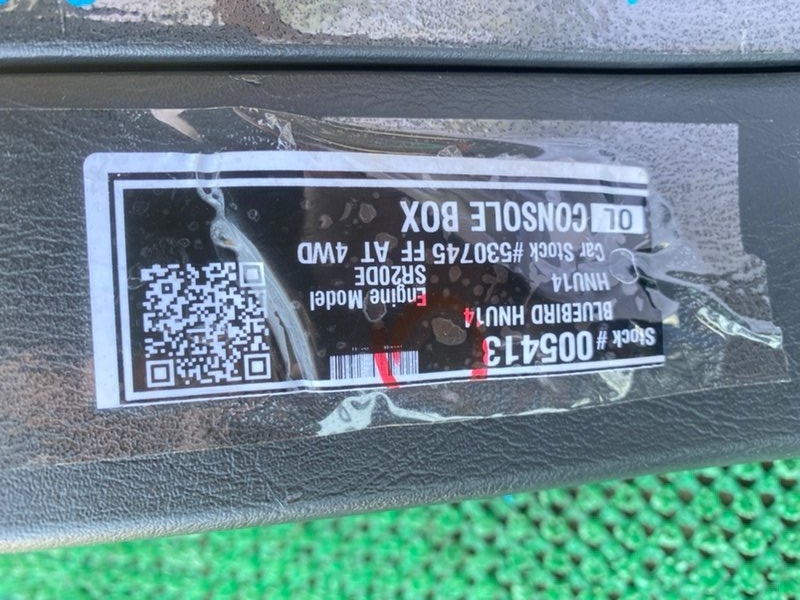 Stock # 005413
BLUEBIRD HNU14
HNU14
Engine Model
SR20DE
Car Stock #530745 FF AT 4WD
OL CONSOLE BOX